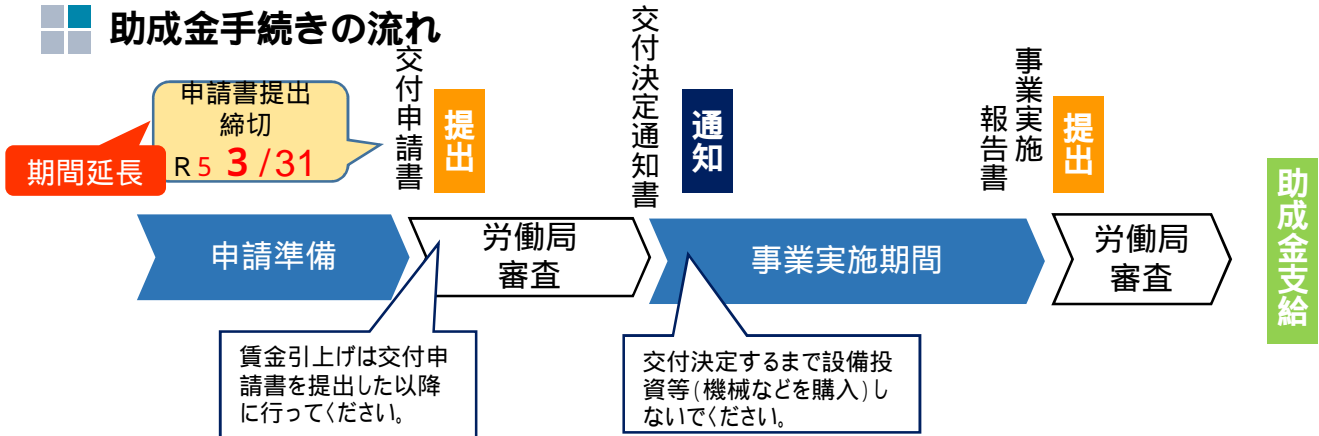 助成金手続きの流れ
申請書提出
締切
R5 3/31
期間延長
交付申請書
提出
交付決定通知書
通知
事業実施
報告書
提出
助成金支給
申請準備
労働局
審査
事業実施期間
労働局
審査
賃金引上げは交付申
請書を提出した以降
に行ってください。
交付決定するまで設備投
資等(機械などを購入)し
ないでください。